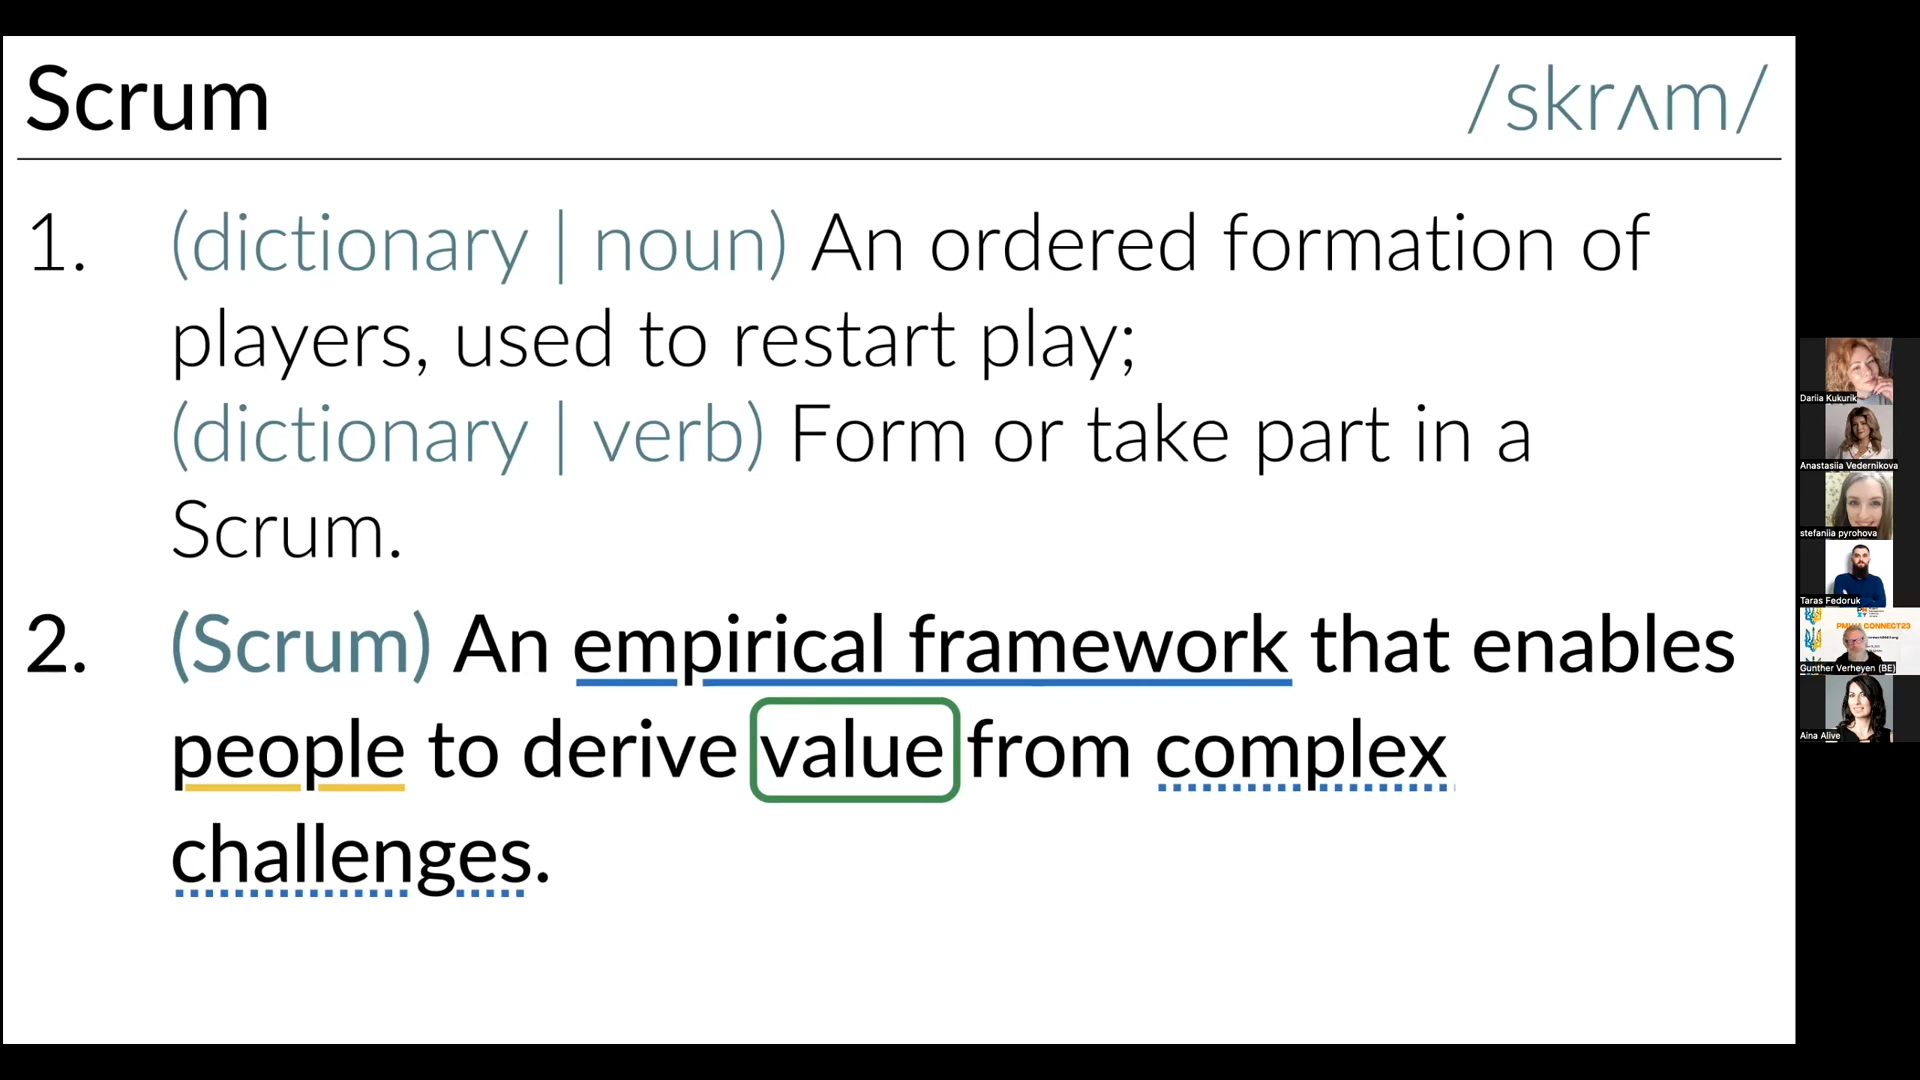 Scrum
/skrʌm/
1. (dictionary | noun) An ordered formation of
players, used to restart play;
(dictionary | verb) Form or take part in a
Scrum.
2. (Scrum) An empirical framework that enables
people to derive value from complex
challenges.
Dariia Kukurik
Anastasiia Vedernikova
stefaniia pyrohova
Taras Fedoruk
CONNECT23
Gunther Verheyen (BE)
Aina Alive